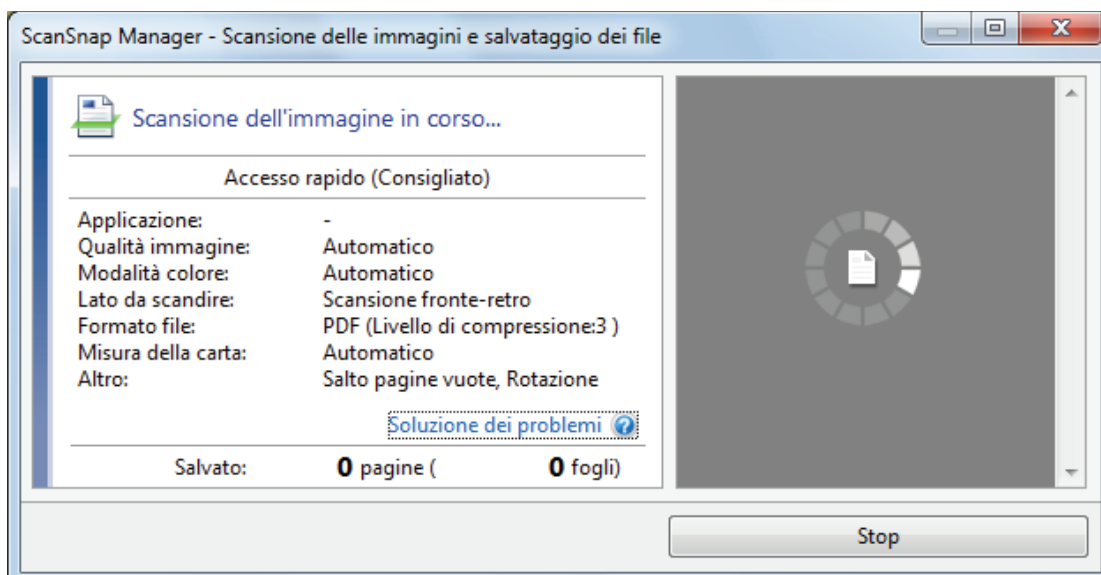 ScanSnap Manager - Scansione delle immagini e salvataggio dei file
Scansione dell'immagine in corso...
Accesso rapido (Consigliato)
Applicazione: -
Qualità immagine: Automatico
Modalità colore: Automatico
Lato da scandire: Scansione fronte-retro
Formato file: PDF (Livello di compressione:3 )
Misura della carta: Automatico
Altro: Salto pagine vuote, Rotazione
Soluzione dei problemi ?
Salvato: 0 pagine ( 0 fogli)
Stop